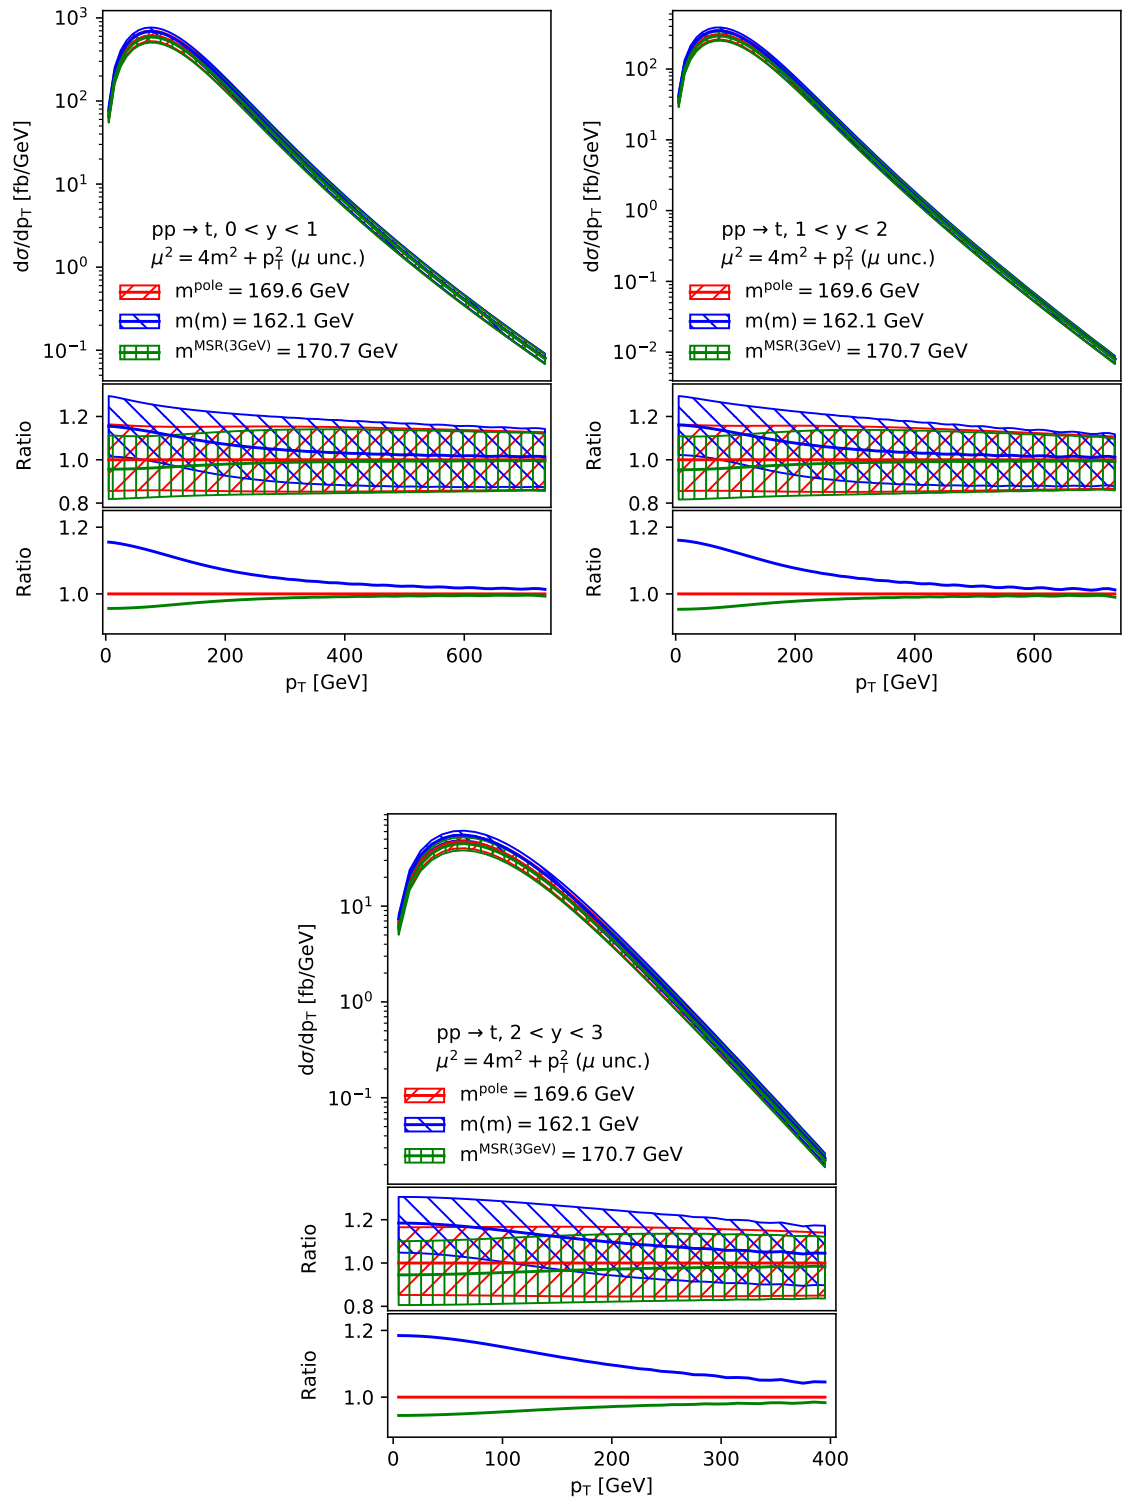 10³
10²
10¹
10⁰
10⁻¹
dσ/dp_T [fb/GeV]
pp → t, 0 < y < 1
μ² = 4m² + p_T² (μ unc.)
m^pole = 169.6 GeV
m(m) = 162.1 GeV
m^MSR(3GeV) = 170.7 GeV
1.2
1.0
0.8
Ratio
1.2
1.0
Ratio
0 200 400 600
p_T [GeV]
10²
10¹
10⁰
10⁻¹
10⁻²
dσ/dp_T [fb/GeV]
pp → t, 1 < y < 2
μ² = 4m² + p_T² (μ unc.)
m^pole = 169.6 GeV
m(m) = 162.1 GeV
m^MSR(3GeV) = 170.7 GeV
1.2
1.0
0.8
Ratio
1.2
1.0
Ratio
0 200 400 600
p_T [GeV]
10¹
10⁰
10⁻¹
dσ/dp_T [fb/GeV]
pp → t, 2 < y < 3
μ² = 4m² + p_T² (μ unc.)
m^pole = 169.6 GeV
m(m) = 162.1 GeV
m^MSR(3GeV) = 170.7 GeV
1.2
1.0
0.8
Ratio
1.2
1.0
Ratio
0 100 200 300 400
p_T [GeV]